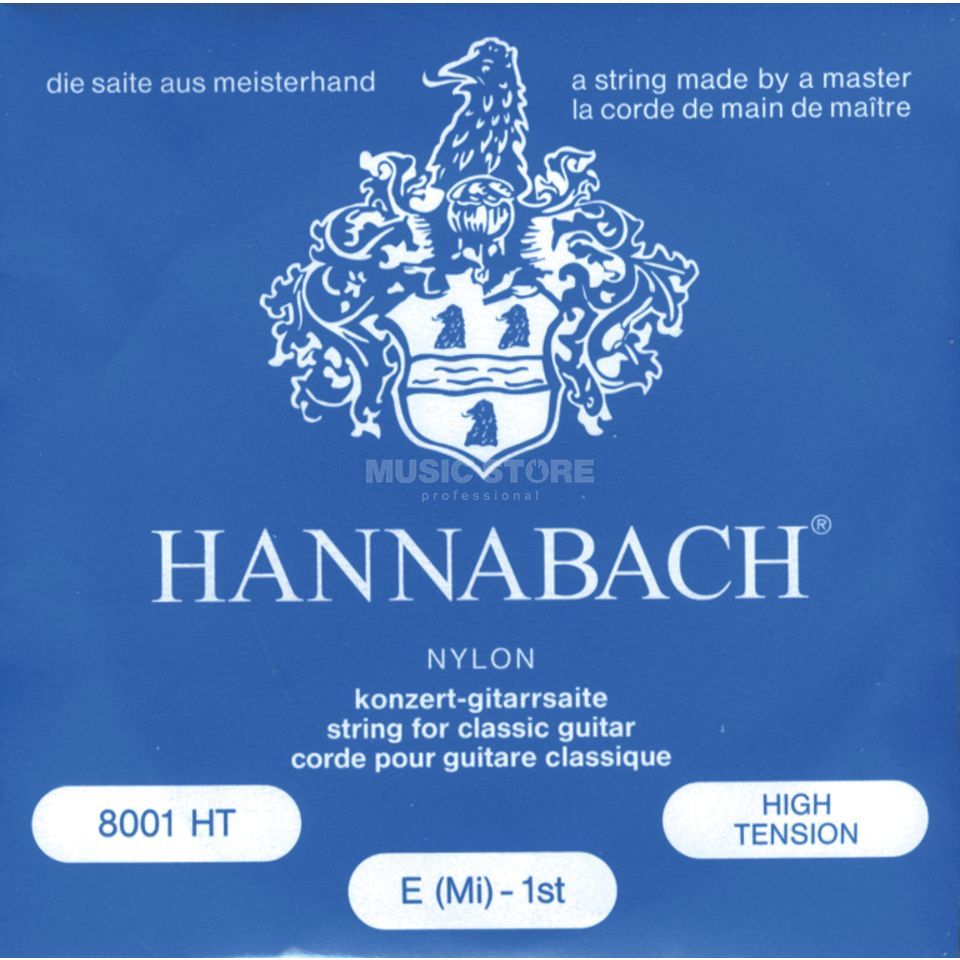 die saite aus meisterhand
a string made by a master
la corde de main de maître
MUSIC STORE
professional
HANNABACH®
NYLON
konzert-gitarrsaite
string for classic guitar
corde pour guitare classique
8001 HT
HIGH
TENSION
E (Mi) - 1st